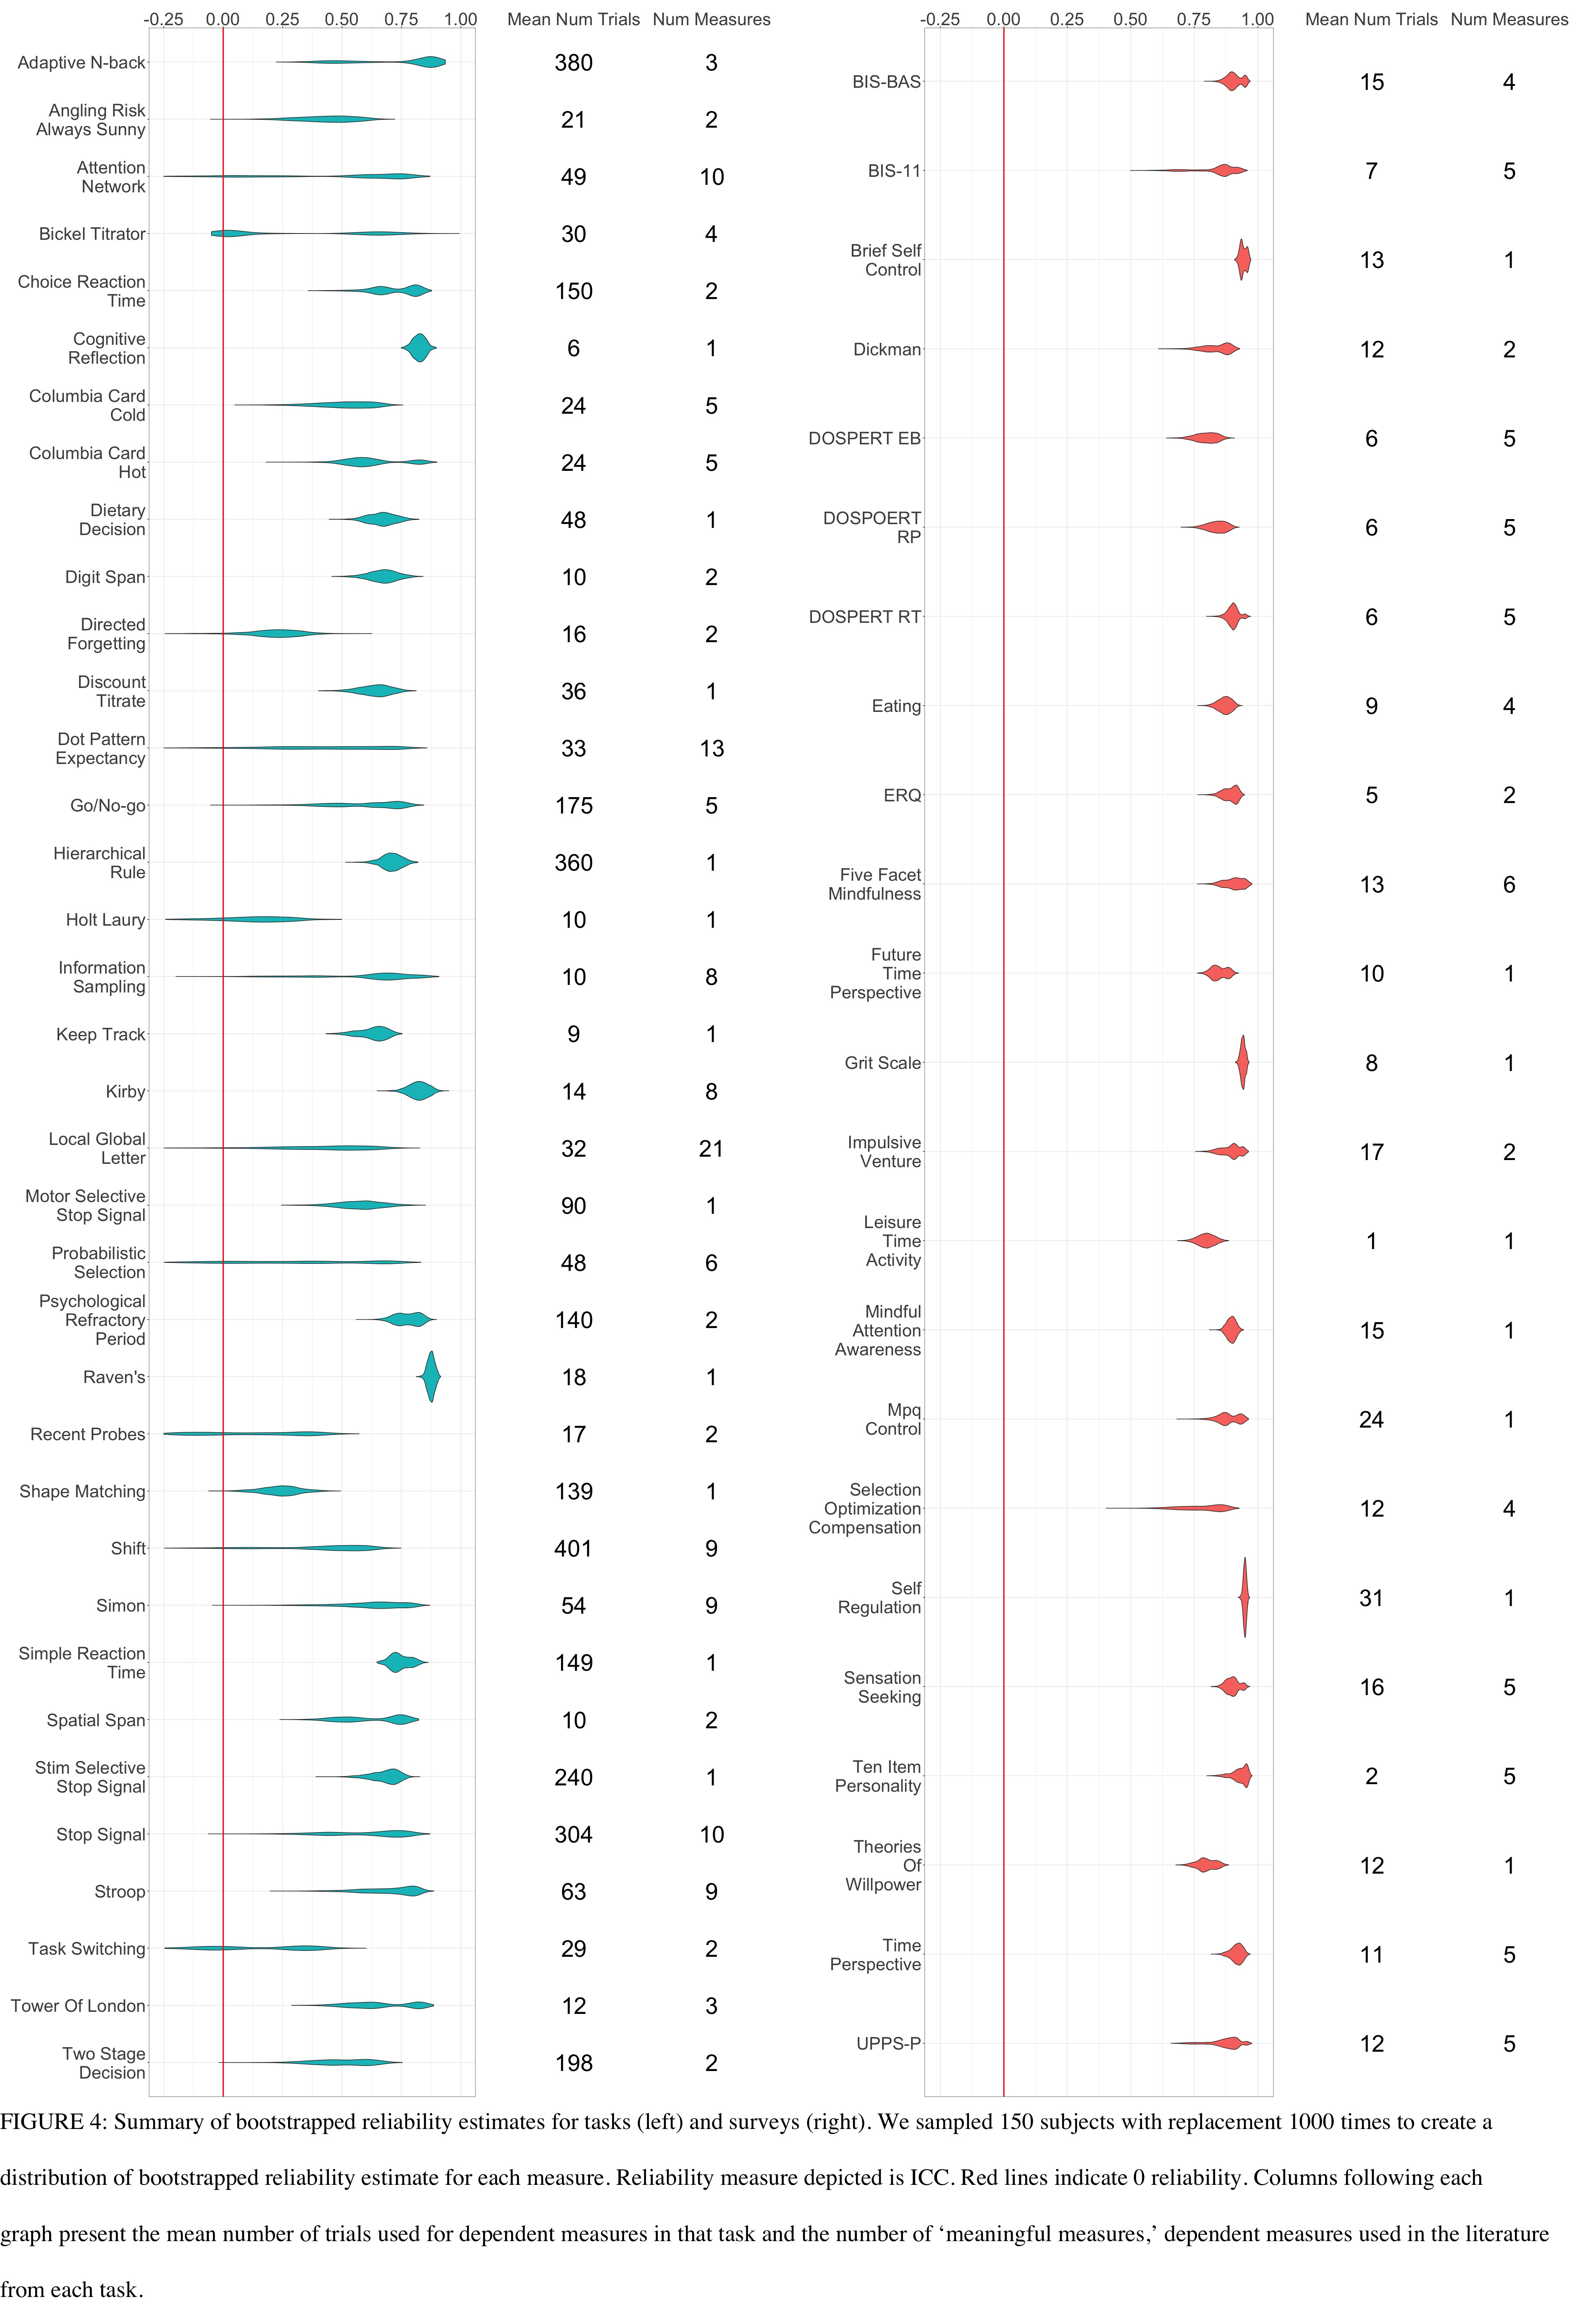 -0.25 0.00 0.25 0.50 0.75 1.00 Mean Num Trials Num Measures
Adaptive N-back 380 3
Angling Risk
Always Sunny 21 2
Attention
Network 49 10
Bickel Titrator 30 4
Choice Reaction
Time 150 2
Cognitive
Reflection 6 1
Columbia Card
Cold 24 5
Columbia Card
Hot 24 5
Dietary
Decision 48 1
Digit Span 10 2
Directed
Forgetting 16 2
Discount
Titrate 36 1
Dot Pattern
Expectancy 33 13
Go/No-go 175 5
Hierarchical
Rule 360 1
Holt Laury 10 1
Information
Sampling 10 8
Keep Track 9 1
Kirby 14 8
Local Global
Letter 32 21
Motor Selective
Stop Signal 90 1
Probabilistic
Selection 48 6
Psychological
Refractory
Period 140 2
Raven's 18 1
Recent Probes 17 2
Shape Matching 139 1
Shift 401 9
Simon 54 9
Simple Reaction
Time 149 1
Spatial Span 10 2
Stim Selective
Stop Signal 240 1
Stop Signal 304 10
Stroop 63 9
Task Switching 29 2
Tower Of London 12 3
Two Stage
Decision 198 2
-0.25 0.00 0.25 0.50 0.75 1.00 Mean Num Trials Num Measures
BIS-BAS 15 4
BIS-11 7 5
Brief Self
Control 13 1
Dickman 12 2
DOSPERT EB 6 5
DOSPOERT
RP 6 5
DOSPERT RT 6 5
Eating 9 4
ERQ 5 2
Five Facet
Mindfulness 13 6
Future
Time
Perspective 10 1
Grit Scale 8 1
Impulsive
Venture 17 2
Leisure
Time
Activity 1 1
Mindful
Attention
Awareness 15 1
Mpq
Control 24 1
Selection
Optimization
Compensation 12 4
Self
Regulation 31 1
Sensation
Seeking 16 5
Ten Item
Personality 2 5
Theories
Of
Willpower 12 1
Time
Perspective 11 5
UPPS-P 12 5
FIGURE 4: Summary of bootstrapped reliability estimates for tasks (left) and surveys (right). We sampled 150 subjects with replacement 1000 times to create a
distribution of bootstrapped reliability estimate for each measure. Reliability measure depicted is ICC. Red lines indicate 0 reliability. Columns following each
graph present the mean number of trials used for dependent measures in that task and the number of ‘meaningful measures,’ dependent measures used in the literature
from each task.